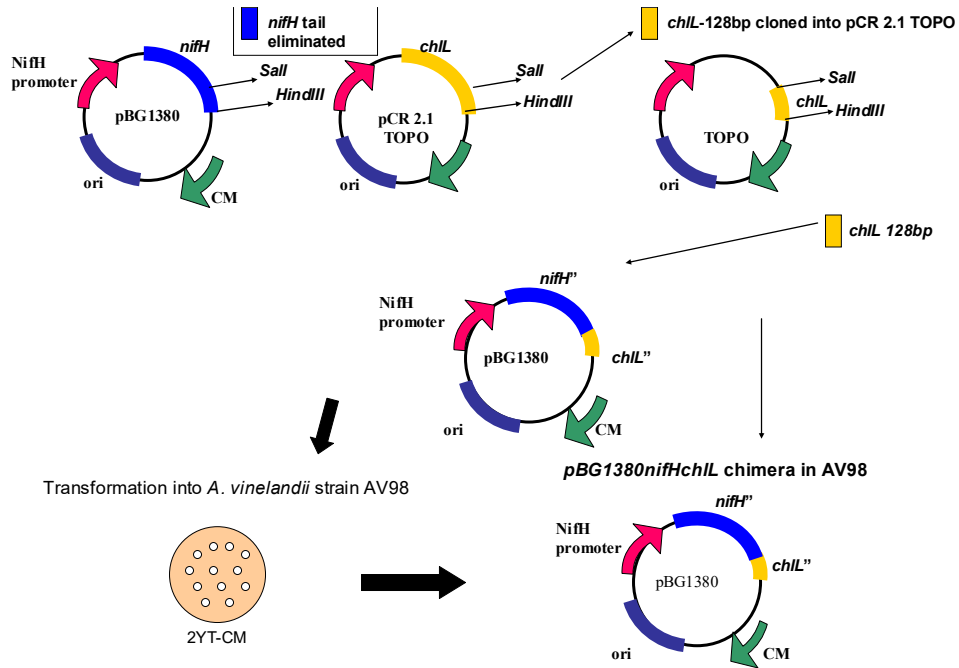 nifH tail
eliminated
chlL-128bp cloned into pCR 2.1 TOPO
NifH
promoter
nifH
SalI
HindIII
pBG1380
ori
CM
chlL
SalI
HindIII
pCR 2.1
TOPO
ori
SalI
chlL
HindIII
TOPO
ori
chlL 128bp
NifH
promoter
nifH”
pBG1380
chlL”
ori
CM
Transformation into A. vinelandii strain AV98
2YT-CM
pBG1380nifHchlL chimera in AV98
NifH
promoter
nifH”
chlL”
pBG1380
ori
CM